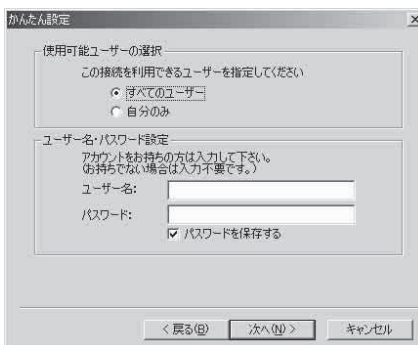 かんたん設定
使用可能ユーザーの選択
この接続を利用できるユーザーを指定してください
すべてのユーザー
自分のみ
ユーザー名・パスワード設定
アカウントをお持ちの方は入力して下さい。
(お持ちでない場合は入力不要です。)
ユーザー名:
パスワード:
パスワードを保存する
< 戻る(B) 次へ(N) > キャンセル